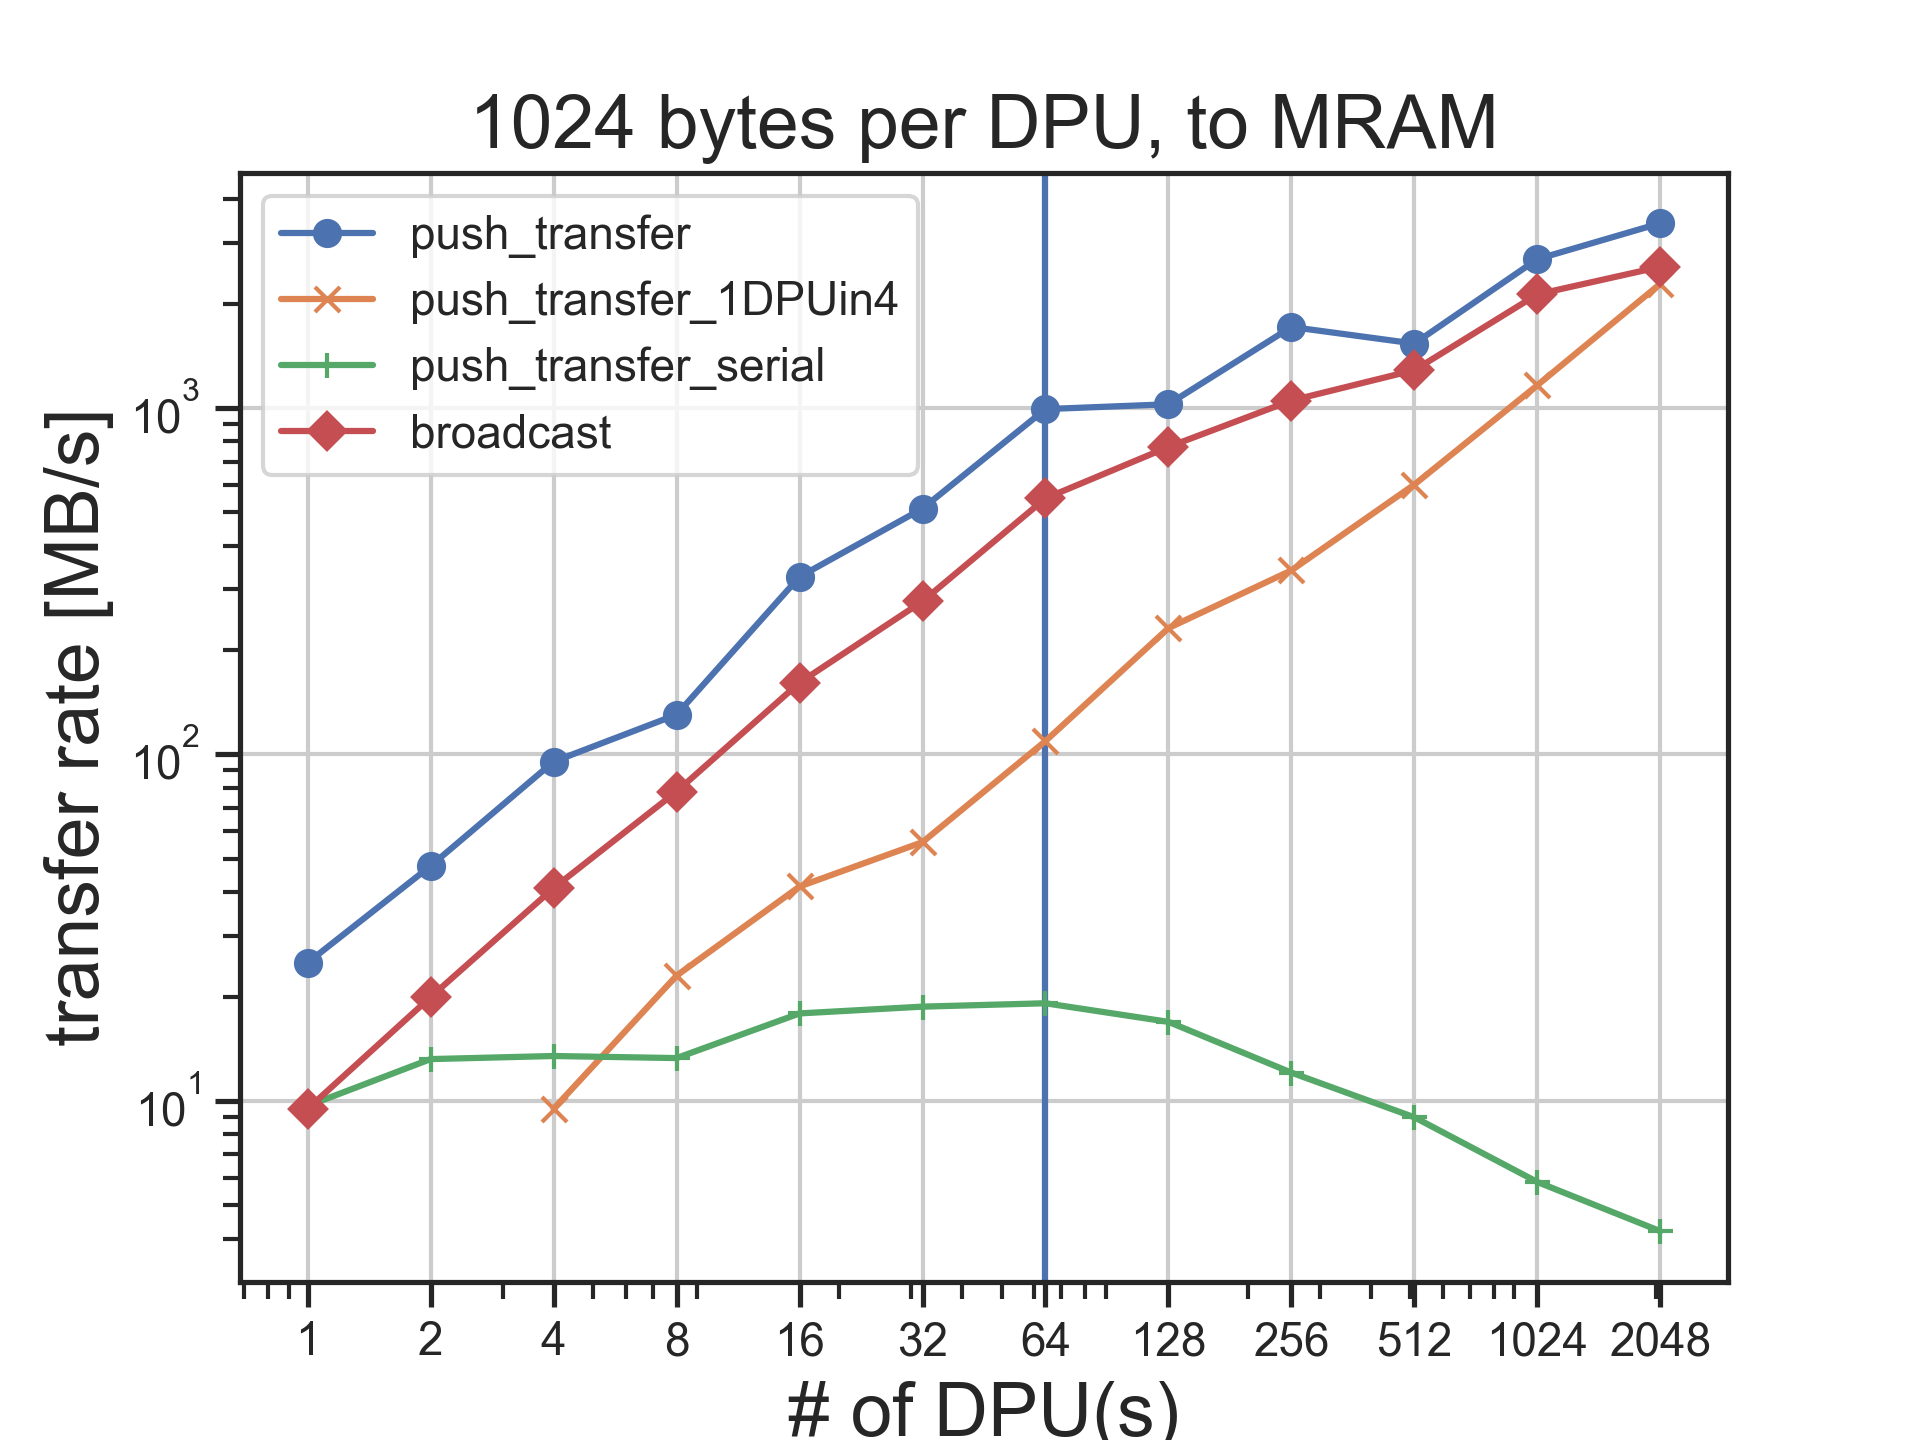 1024 bytes per DPU, to MRAM
push_transfer
push_transfer_1DPUin4
push_transfer_serial
broadcast
transfer rate [MB/s]
10³
10²
10¹
1 2 4 8 16 32 64 128 256 512 1024 2048
# of DPU(s)